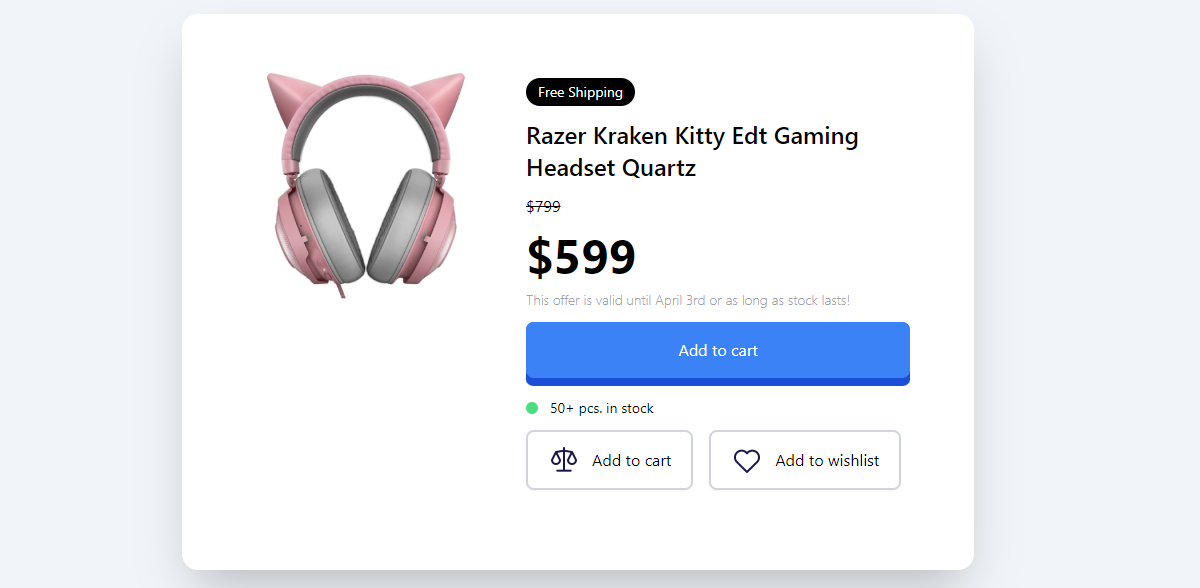 Free Shipping
Razer Kraken Kitty Edt Gaming
Headset Quartz
$799
$599
This offer is valid until April 3rd or as long as stock lasts!
Add to cart
50+ pcs. in stock
Add to cart
Add to wishlist